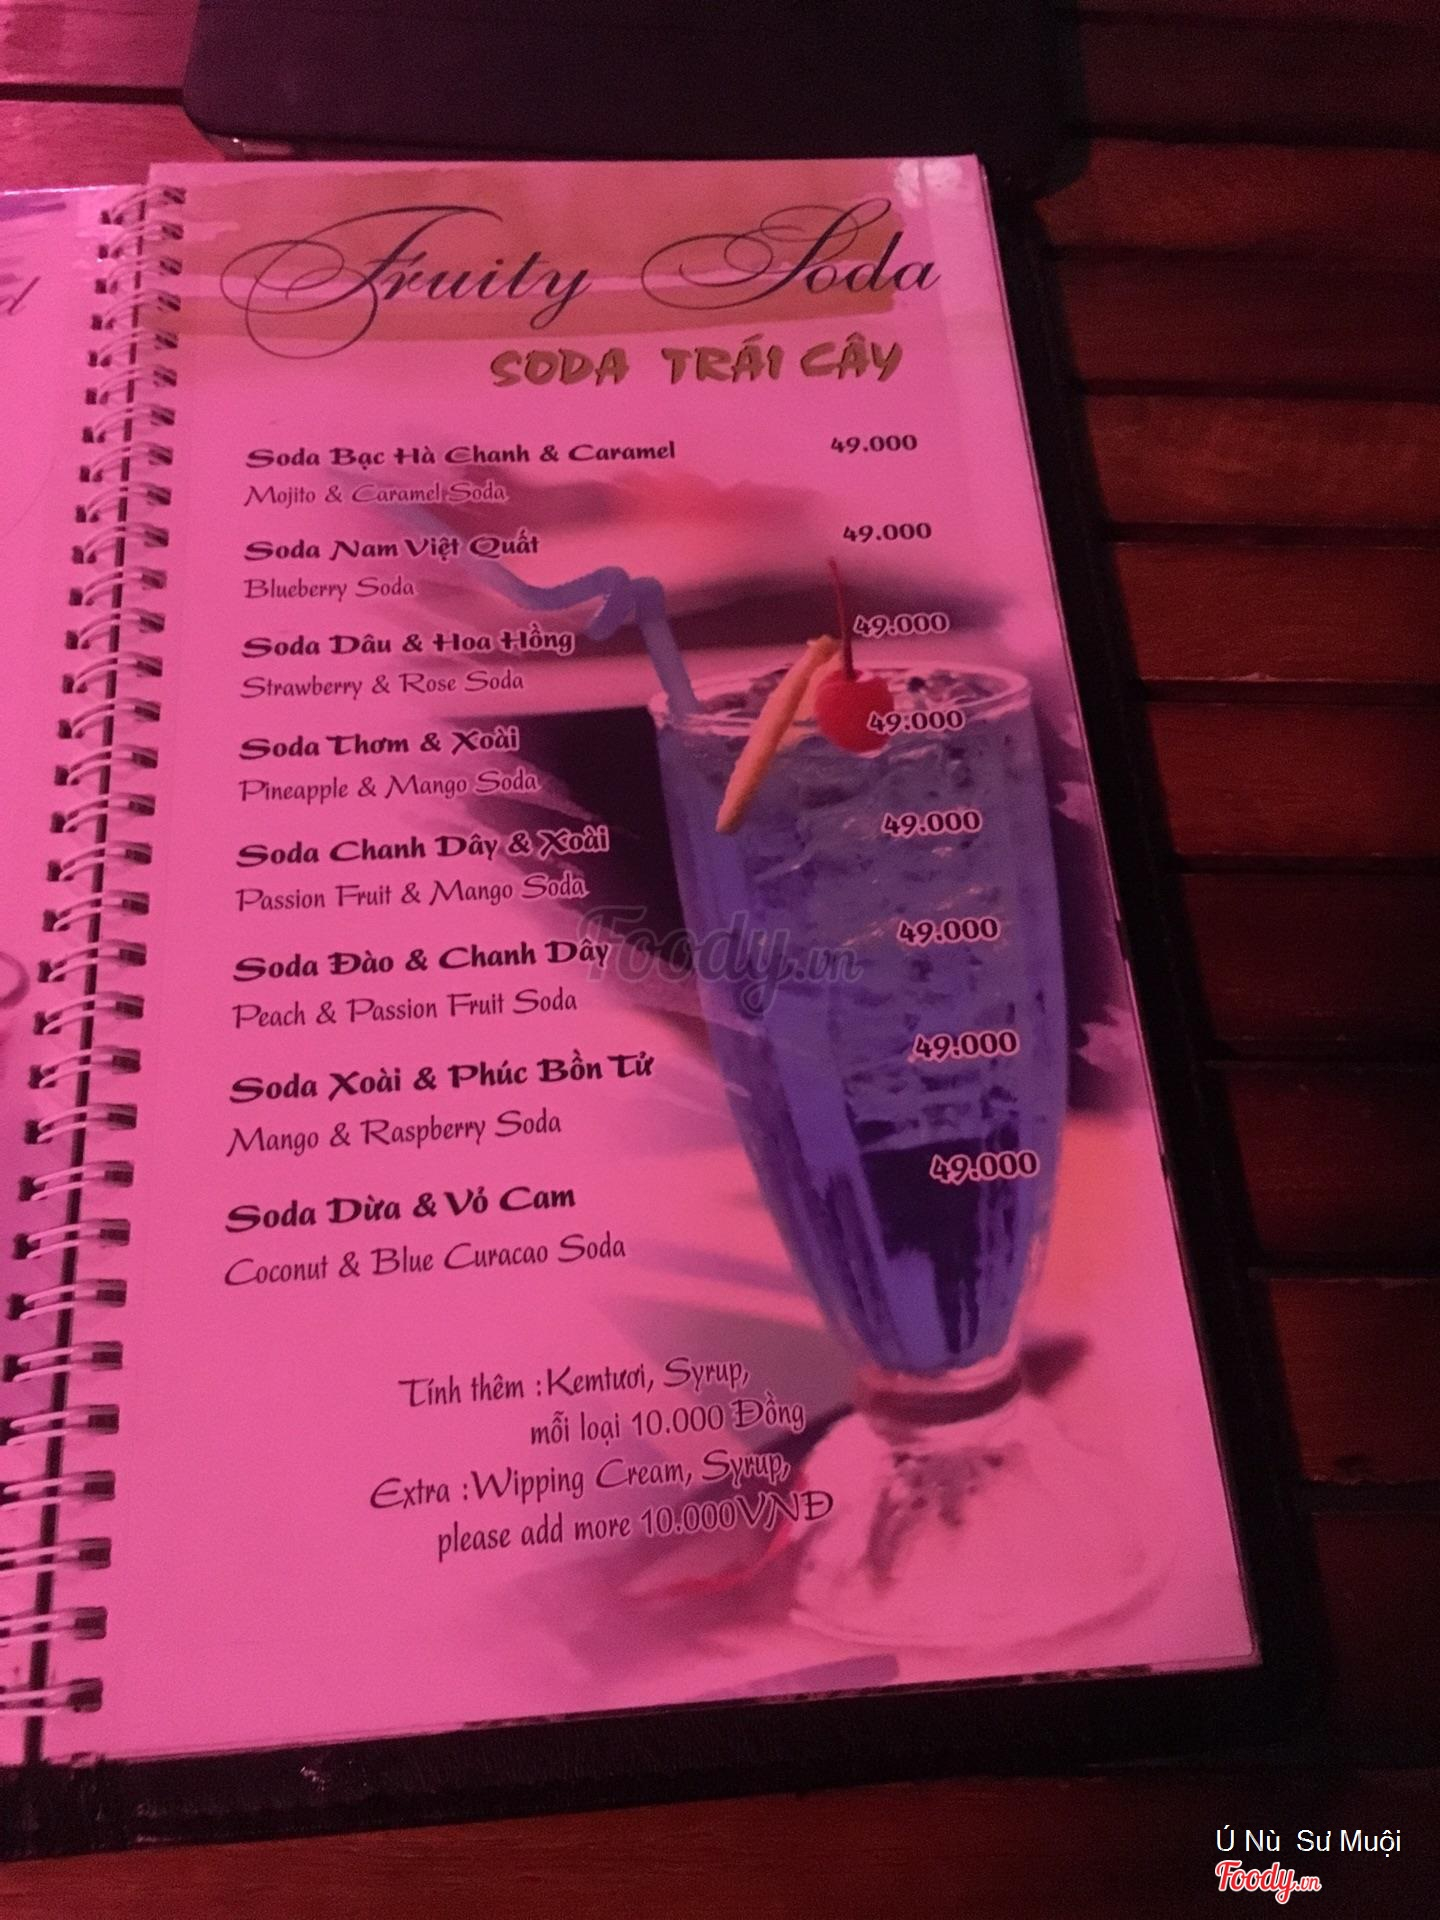 Fruity Soda
SODA TRÁI CÂY
Soda Bạc Hà Chanh & Caramel 49.000
Mojito & Caramel Soda
Soda Nam Việt Quất 49.000
Blueberry Soda
Soda Dâu & Hoa Hồng 49.000
Strawberry & Rose Soda
Soda Thơm & Xoài 49.000
Pineapple & Mango Soda
Soda Chanh Dây & Xoài 49.000
Passion Fruit & Mango Soda
Soda Đào & Chanh Dây 49.000
Peach & Passion Fruit Soda
Soda Xoài & Phúc Bồn Tử 49.000
Mango & Raspberry Soda
Soda Dừa & Vỏ Cam 49.000
Coconut & Blue Curacao Soda
Tính thêm :Kemtươi, Syrup,
mỗi loại 10.000 Đồng
Extra :Wipping Cream, Syrup,
please add more 10.000VNĐ
Foody.vn
Ú Nù Sư Muội
Foody.vn